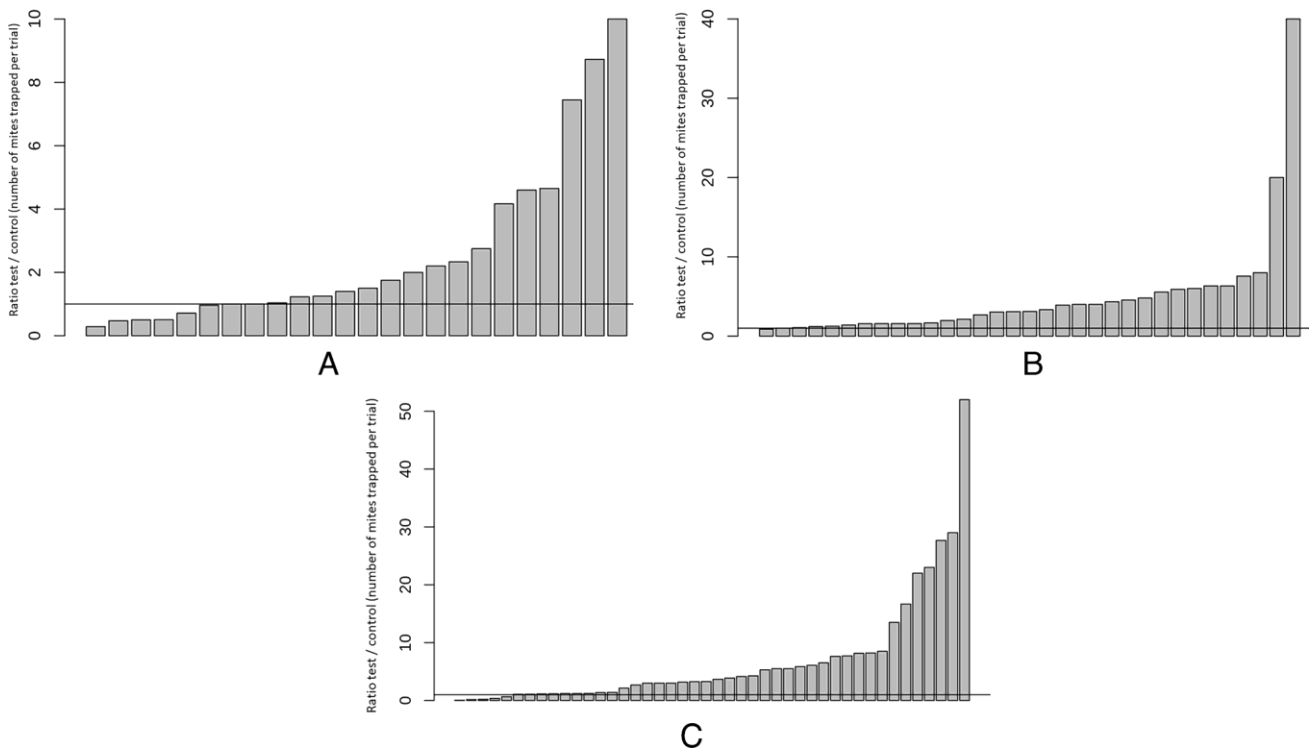 Ratio test / control (number of mites trapped per trial)
0
2
4
6
8
10
A
Ratio test / control (number of mites trapped per trial)
0
10
20
30
40
B
Ratio test / control (number of mites trapped per trial)
0
10
20
30
40
50
C